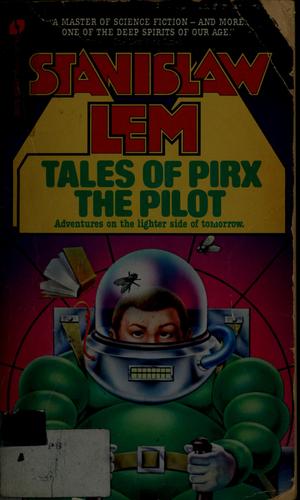 "A MASTER OF SCIENCE FICTION – AND MORE
ONE OF THE DEEP SPIRITS OF OUR AGE."
STANISLAW
LEM
TALES OF PIRX
THE PILOT
Adventures on the lighter side of tomorrow.